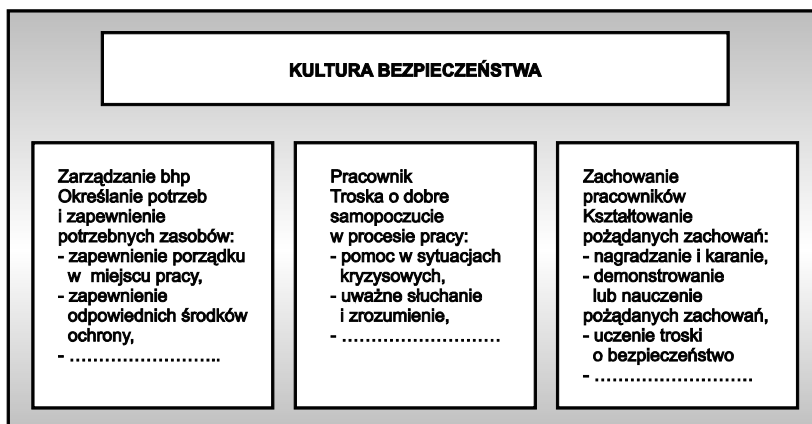 KULTURA BEZPIECZEŃSTWA
Zarządzanie bhp
Określanie potrzeb
i zapewnienie
potrzebnych zasobów:
- zapewnienie porządku
w miejscu pracy,
- zapewnienie
odpowiednich środków
ochrony,
- ……………………..
Pracownik
Troska o dobre
samopoczucie
w procesie pracy:
- pomoc w sytuacjach
kryzysowych,
- uważne słuchanie
i zrozumienie,
- ………………………
Zachowanie
pracowników
Kształtowanie
pożądanych zachowań:
- nagradzanie i karanie,
- demonstrowanie
lub nauczenie
pożądanych zachowań,
- uczenie troski
o bezpieczeństwo
- ………………………